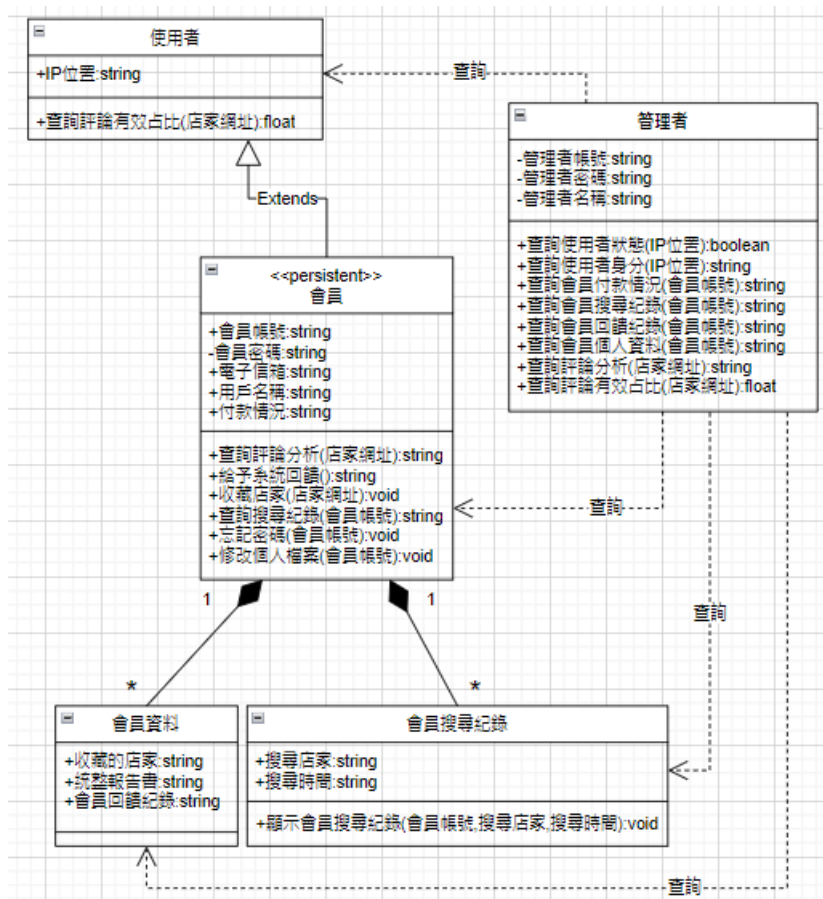 使用者
+IP位置:string
+查詢評論有效占比(店家網址):float
查詢
管理者
-管理者帳號:string
-管理者密碼:string
-管理者名稱:string
+查詢使用者狀態(IP位置):boolean
+查詢使用者身分(IP位置):string
+查詢會員付款情況(會員帳號):string
+查詢會員搜尋紀錄(會員帳號):string
+查詢會員回饋紀錄(會員帳號):string
+查詢會員個人資料(會員帳號):string
+查詢評論分析(店家網址):string
+查詢評論有效占比(店家網址):float
Extends
<<persistent>>
會員
+會員帳號:string
-會員密碼:string
+電子信箱:string
+用戶名稱:string
+付款情況:string
+查詢評論分析(店家網址):string
+給予系統回饋():string
+收藏店家(店家網址):void
+查詢搜尋紀錄(會員帳號):string
+忘記密碼(會員帳號):void
+修改個人檔案(會員帳號):void
查詢
查詢
1
1
*
*
會員資料
+收藏的店家:string
+統整報告書:string
+會員回饋紀錄:string
會員搜尋紀錄
+搜尋店家:string
+搜尋時間:string
+顯示會員搜尋紀錄(會員帳號,搜尋店家,搜尋時間):void
查詢